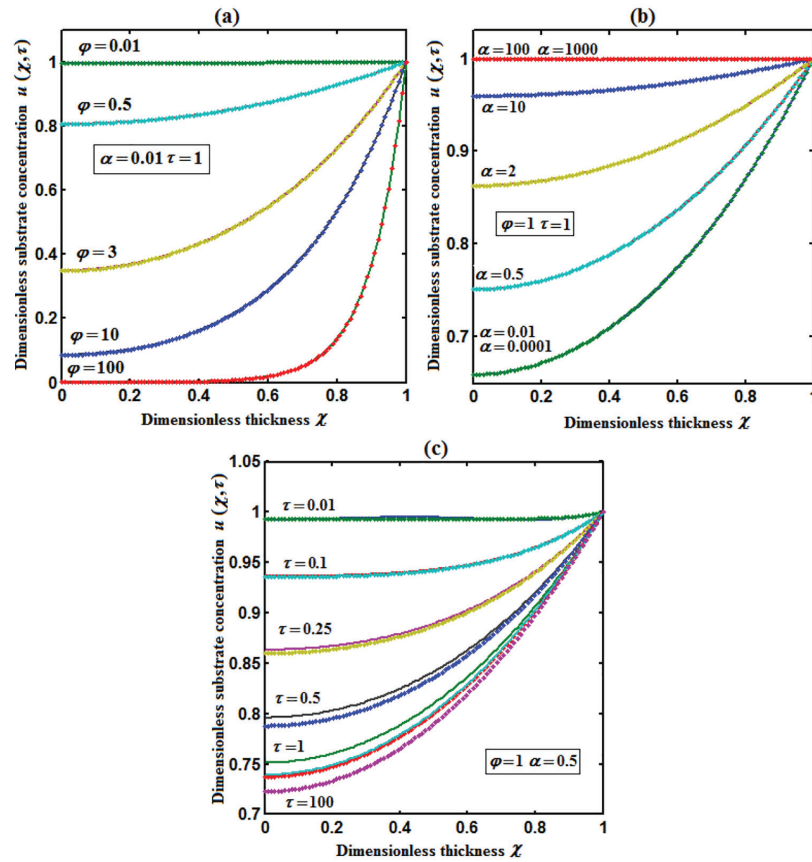 (a)
Dimensionless substrate concentration u (χ,τ)
1
0.8
0.6
0.4
0.2
0
φ=0.01
φ=0.5
α=0.01 τ=1
φ=3
φ=10
φ=100
0 0.2 0.4 0.6 0.8 1
Dimensionless thickness χ
(b)
Dimensionless substrate concentration u (χ,τ)
1
0.9
0.8
0.7
α=100 α=1000
α=10
α=2
φ=1 τ=1
α=0.5
α=0.01
α=0.0001
0 0.2 0.4 0.6 0.8 1
Dimensionless thickness χ
(c)
Dimensionless substrate concentration u (χ,τ)
1.05
1
0.95
0.9
0.85
0.8
0.75
0.7
τ=0.01
τ=0.1
τ=0.25
τ=0.5
τ=1
φ=1 α=0.5
τ=100
0 0.2 0.4 0.6 0.8 1
Dimensionless thickness χ